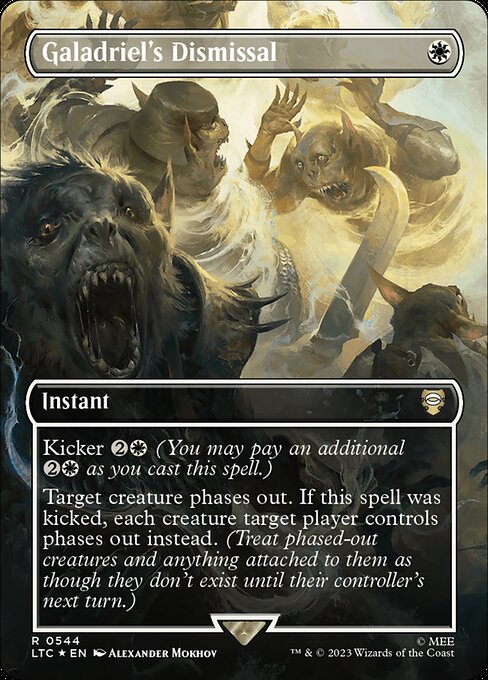 Galadriel's Dismissal
Instant
Kicker 2 (You may pay an additional
2 as you cast this spell.)
Target creature phases out. If this spell was
kicked, each creature target player controls
phases out instead. (Treat phased-out
creatures and anything attached to them as
though they don't exist until their controller's
next turn.)
R 0544
LTC ★ EN Alexander Mokhov
© MEE
™ & © 2023 Wizards of the Coast